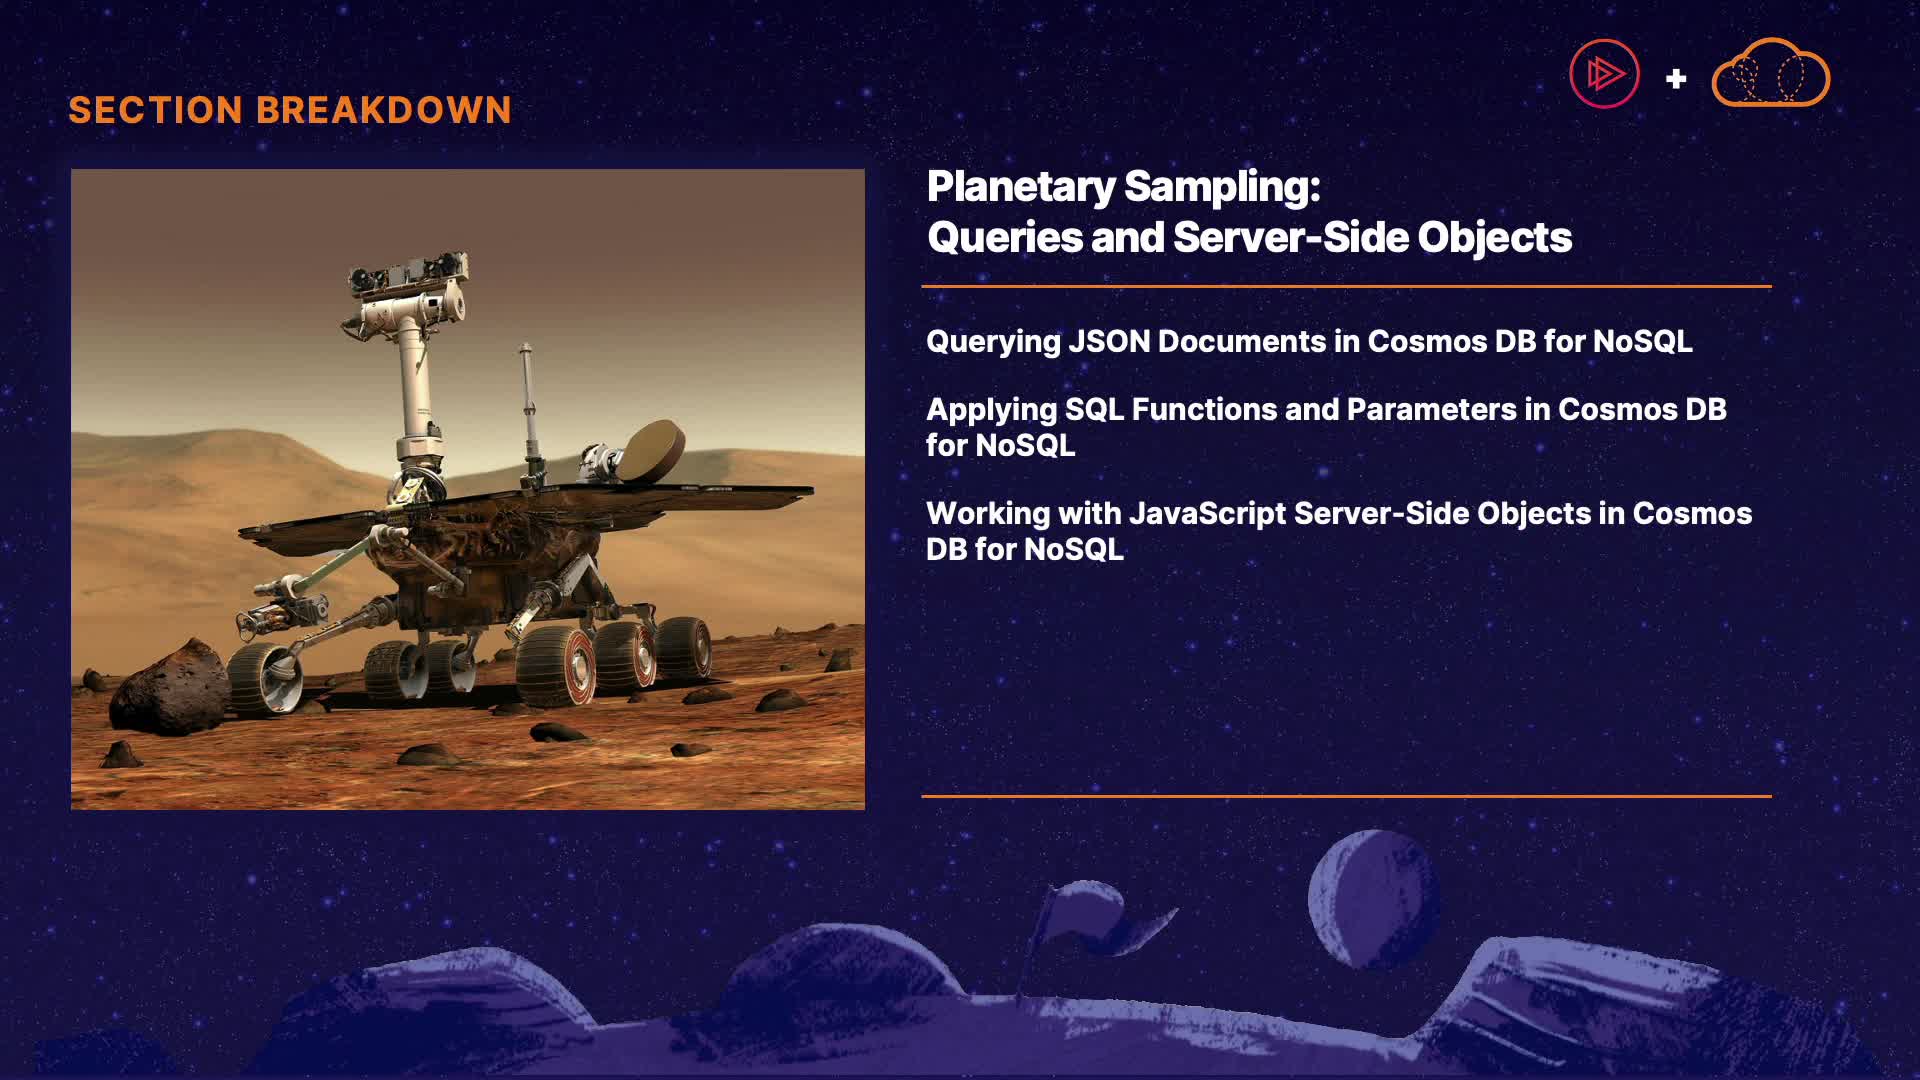 SECTION BREAKDOWN
+
Planetary Sampling:
Queries and Server-Side Objects
Querying JSON Documents in Cosmos DB for NoSQL
Applying SQL Functions and Parameters in Cosmos DB
for NoSQL
Working with JavaScript Server-Side Objects in Cosmos
DB for NoSQL